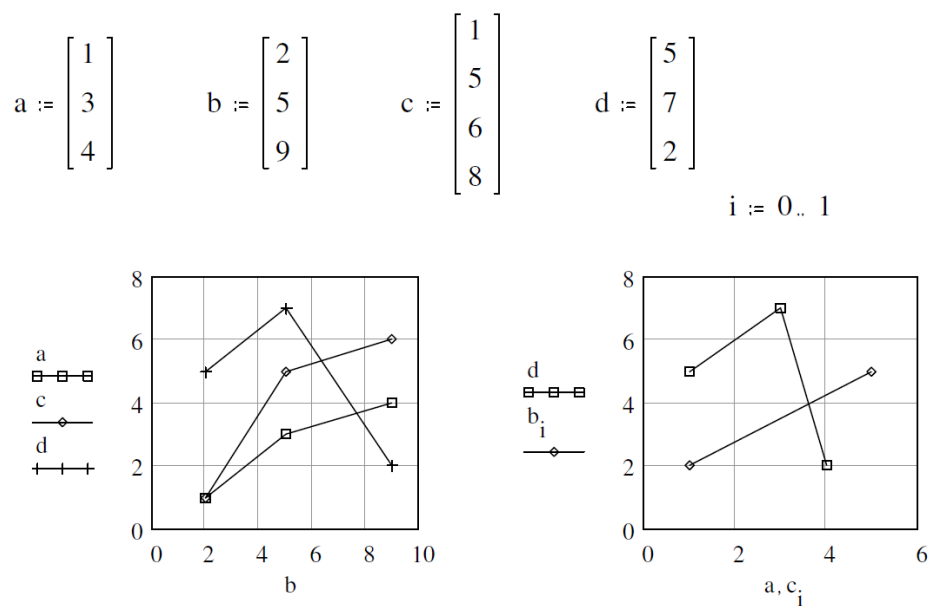 a := [1 3 4] b := [2 5 9] c := [1 5 6 8] d := [5 7 2]
i := 0.. 1
8
6
4
2
0
0 2 4 6 8 10
b
a
c
d
8
6
4
2
0
0 2 4 6
a, c_i
d
b_i